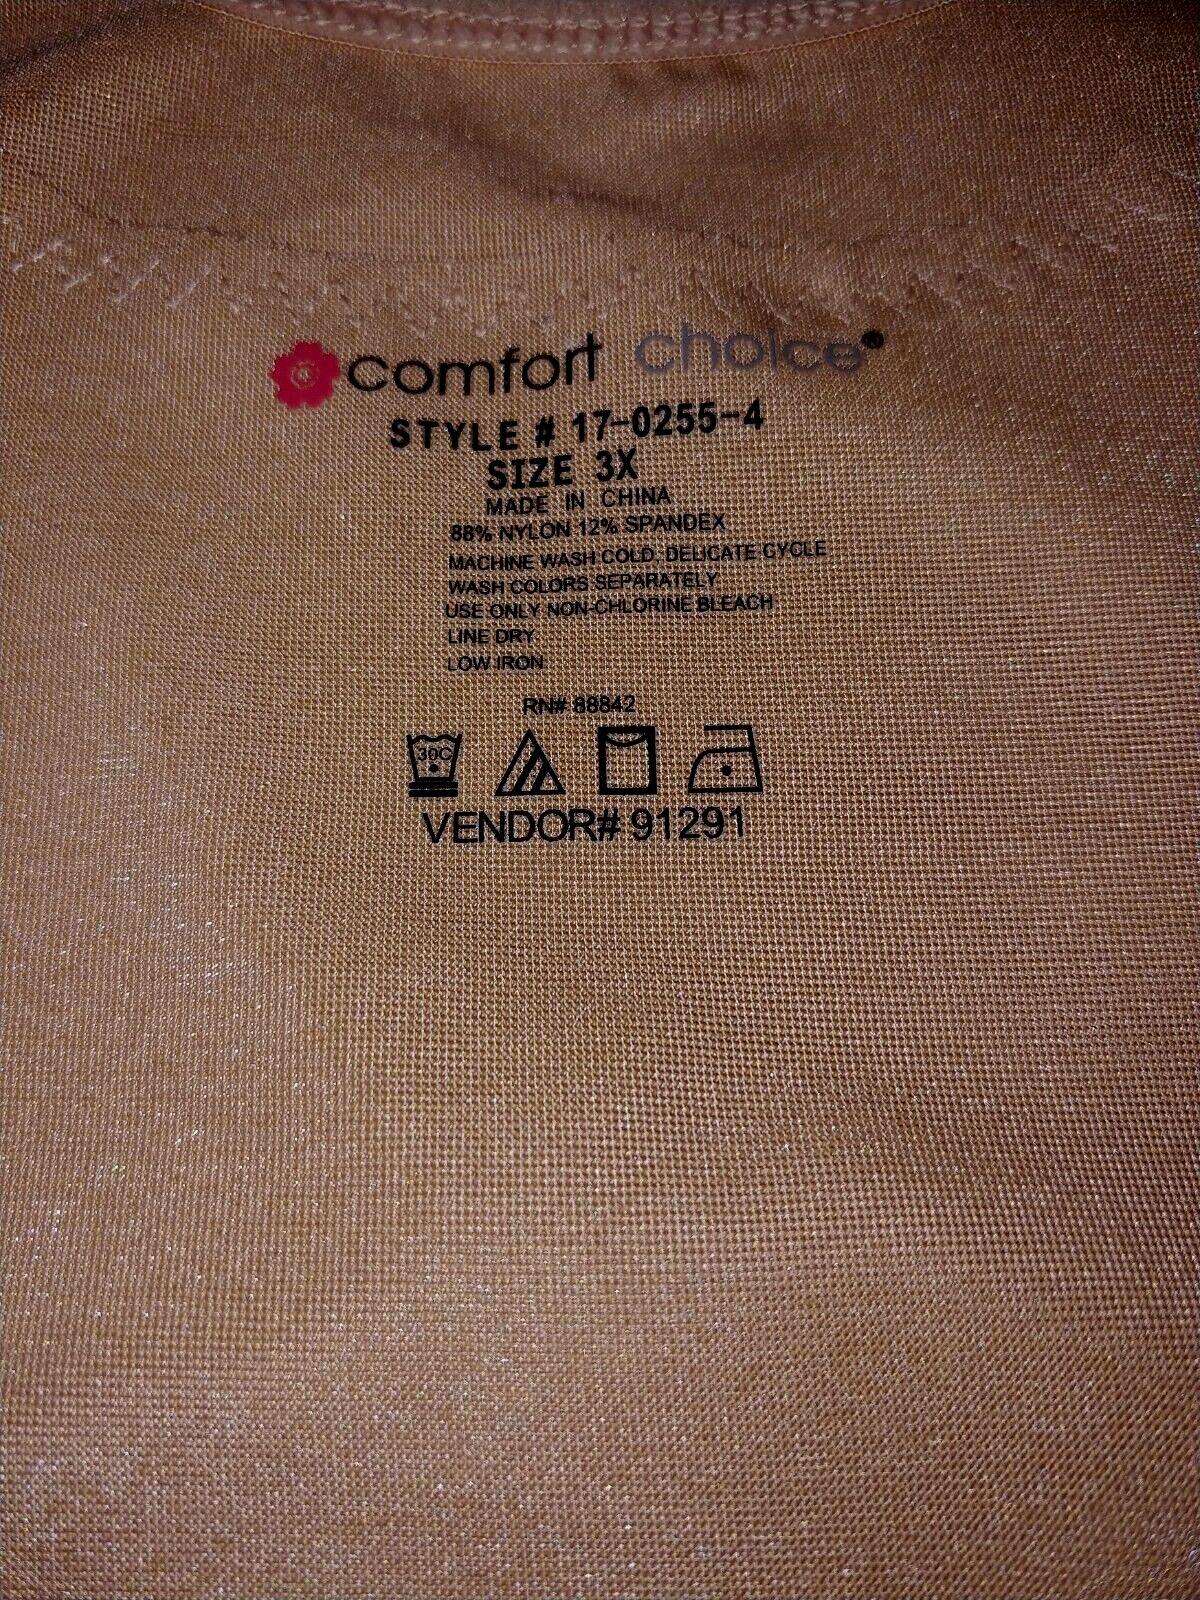 comfort choice®
STYLE # 17-0255-4
SIZE 3X
MADE IN CHINA
88% NYLON 12% SPANDEX
MACHINE WASH COLD, DELICATE CYCLE
WASH COLORS SEPARATELY
USE ONLY NON-CHLORINE BLEACH
LINE DRY
LOW IRON
RN# 88842
30C
VENDOR# 91291